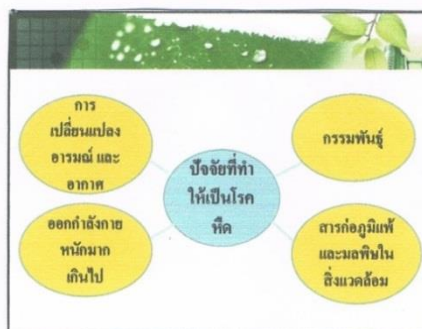 การ
เปลี่ยนแปลง
อารมณ์ และ
อากาศ
กรรมพันธุ์
ปัจจัยที่ทำ
ให้เป็นโรค
หืด
ออกกำลังกาย
หนักมาก
เกินไป
สารก่อภูมิแพ้
และมลพิษใน
สิ่งแวดล้อม